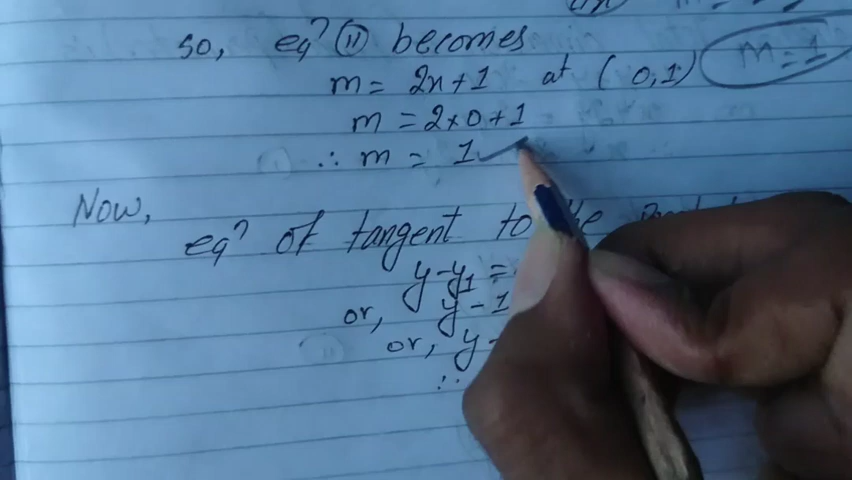 so, eqⁿ (II) becomes
m = 2x+1 at (0,1) m=1
m = 2×0+1
∴ m = 1
Now,
eqⁿ of tangent to the
y-y₁ =
or, y-1
or, y-
∴